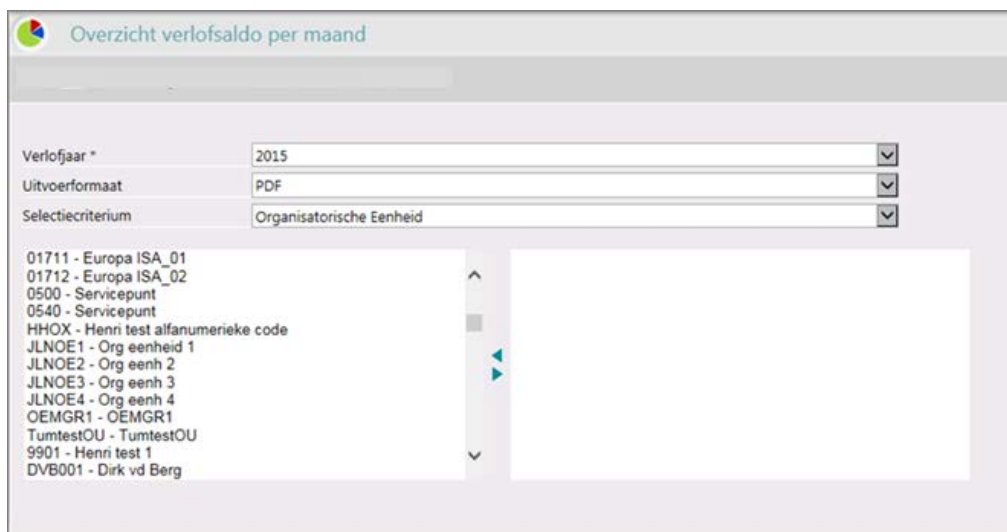 Overzicht verlofsaldo per maand
Verlofjaar * 2015
Uitvoerformaat PDF
Selectiecriterium Organisatorische Eenheid
01711 - Europa ISA_01
01712 - Europa ISA_02
0500 - Servicepunt
0540 - Servicepunt
HHOX - Henri test alfanumerieke code
JLNOE1 - Org eenheid 1
JLNOE2 - Org eenh 2
JLNOE3 - Org eenh 3
JLNOE4 - Org eenh 4
OEMGR1 - OEMGR1
TumtestOU - TumtestOU
9901 - Henri test 1
DVB001 - Dirk vd Berg